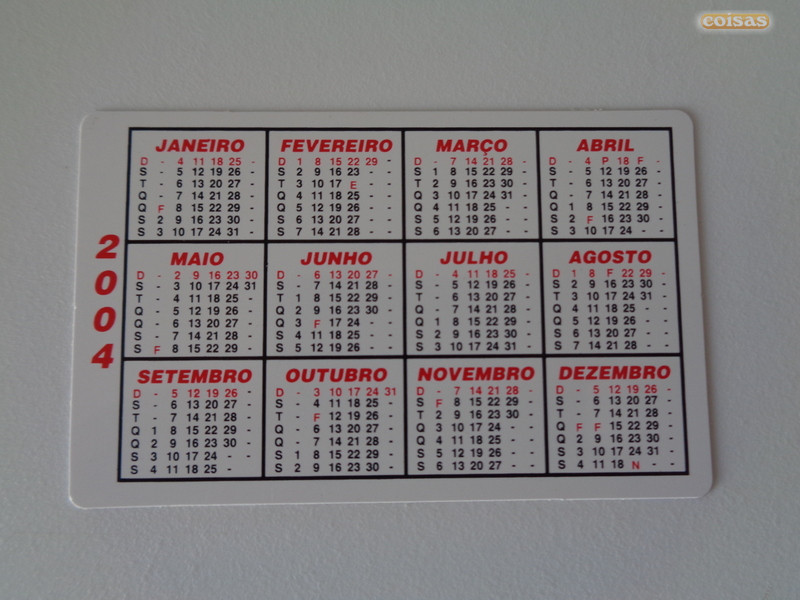 coisas
2004
JANEIRO
D - 4 11 18 25 -
S - 5 12 19 26 -
T - 6 13 20 27 -
Q - 7 14 21 28 -
Q F 8 15 22 29 -
S 2 9 16 23 30 -
S 3 10 17 24 31 -
FEVEREIRO
D 1 8 15 22 29 -
S 2 9 16 23 - -
T 3 10 17 E - -
Q 4 11 18 25 - -
Q 5 12 19 26 - -
S 6 13 20 27 - -
S 7 14 21 28 - -
MARÇO
D - 7 14 21 28 -
S 1 8 15 22 29 -
T 2 9 16 23 30 -
Q 3 10 17 24 31 -
Q 4 11 18 25 - -
S 5 12 19 26 - -
S 6 13 20 27 - -
ABRIL
D - 4 P 18 F -
S - 5 12 19 26 -
T - 6 13 20 27 -
Q - 7 14 21 28 -
Q 1 8 15 22 29 -
S 2 F 16 23 30 -
S 3 10 17 24 - -
MAIO
D - 2 9 16 23 30
S - 3 10 17 24 31
T - 4 11 18 25 -
Q - 5 12 19 26 -
Q - 6 13 20 27 -
S - 7 14 21 28 -
S F 8 15 22 29 -
JUNHO
D - 6 13 20 27 -
S - 7 14 21 28 -
T 1 8 15 22 29 -
Q 2 9 16 23 30 -
Q 3 F 17 24 - -
S 4 11 18 25 - -
S 5 12 19 26 - -
JULHO
D - 4 11 18 25 -
S - 5 12 19 26 -
T - 6 13 20 27 -
Q - 7 14 21 28 -
Q 1 8 15 22 29 -
S 2 9 16 23 30 -
S 3 10 17 24 31 -
AGOSTO
D 1 8 F 22 29 -
S 2 9 16 23 30 -
T 3 10 17 24 31 -
Q 4 11 18 25 - -
Q 5 12 19 26 - -
S 6 13 20 27 - -
S 7 14 21 28 - -
SETEMBRO
D - 5 12 19 26 -
S - 6 13 20 27 -
T - 7 14 21 28 -
Q 1 8 15 22 29 -
Q 2 9 16 23 30 -
S 3 10 17 24 - -
S 4 11 18 25 - -
OUTUBRO
D - 3 10 17 24 31
S - 4 11 18 25 -
T - F 12 19 26 -
Q - 6 13 20 27 -
Q - 7 14 21 28 -
S 1 8 15 22 29 -
S 2 9 16 23 30 -
NOVEMBRO
D - 7 14 21 28 -
S F 8 15 22 29 -
T 2 9 16 23 30 -
Q 3 10 17 24 - -
Q 4 11 18 25 - -
S 5 12 19 26 - -
S 6 13 20 27 - -
DEZEMBRO
D - 5 12 19 26 -
S - 6 13 20 27 -
T - 7 14 21 28 -
Q F F 15 22 29 -
Q 2 9 16 23 30 -
S 3 10 17 24 31 -
S 4 11 18 N - -